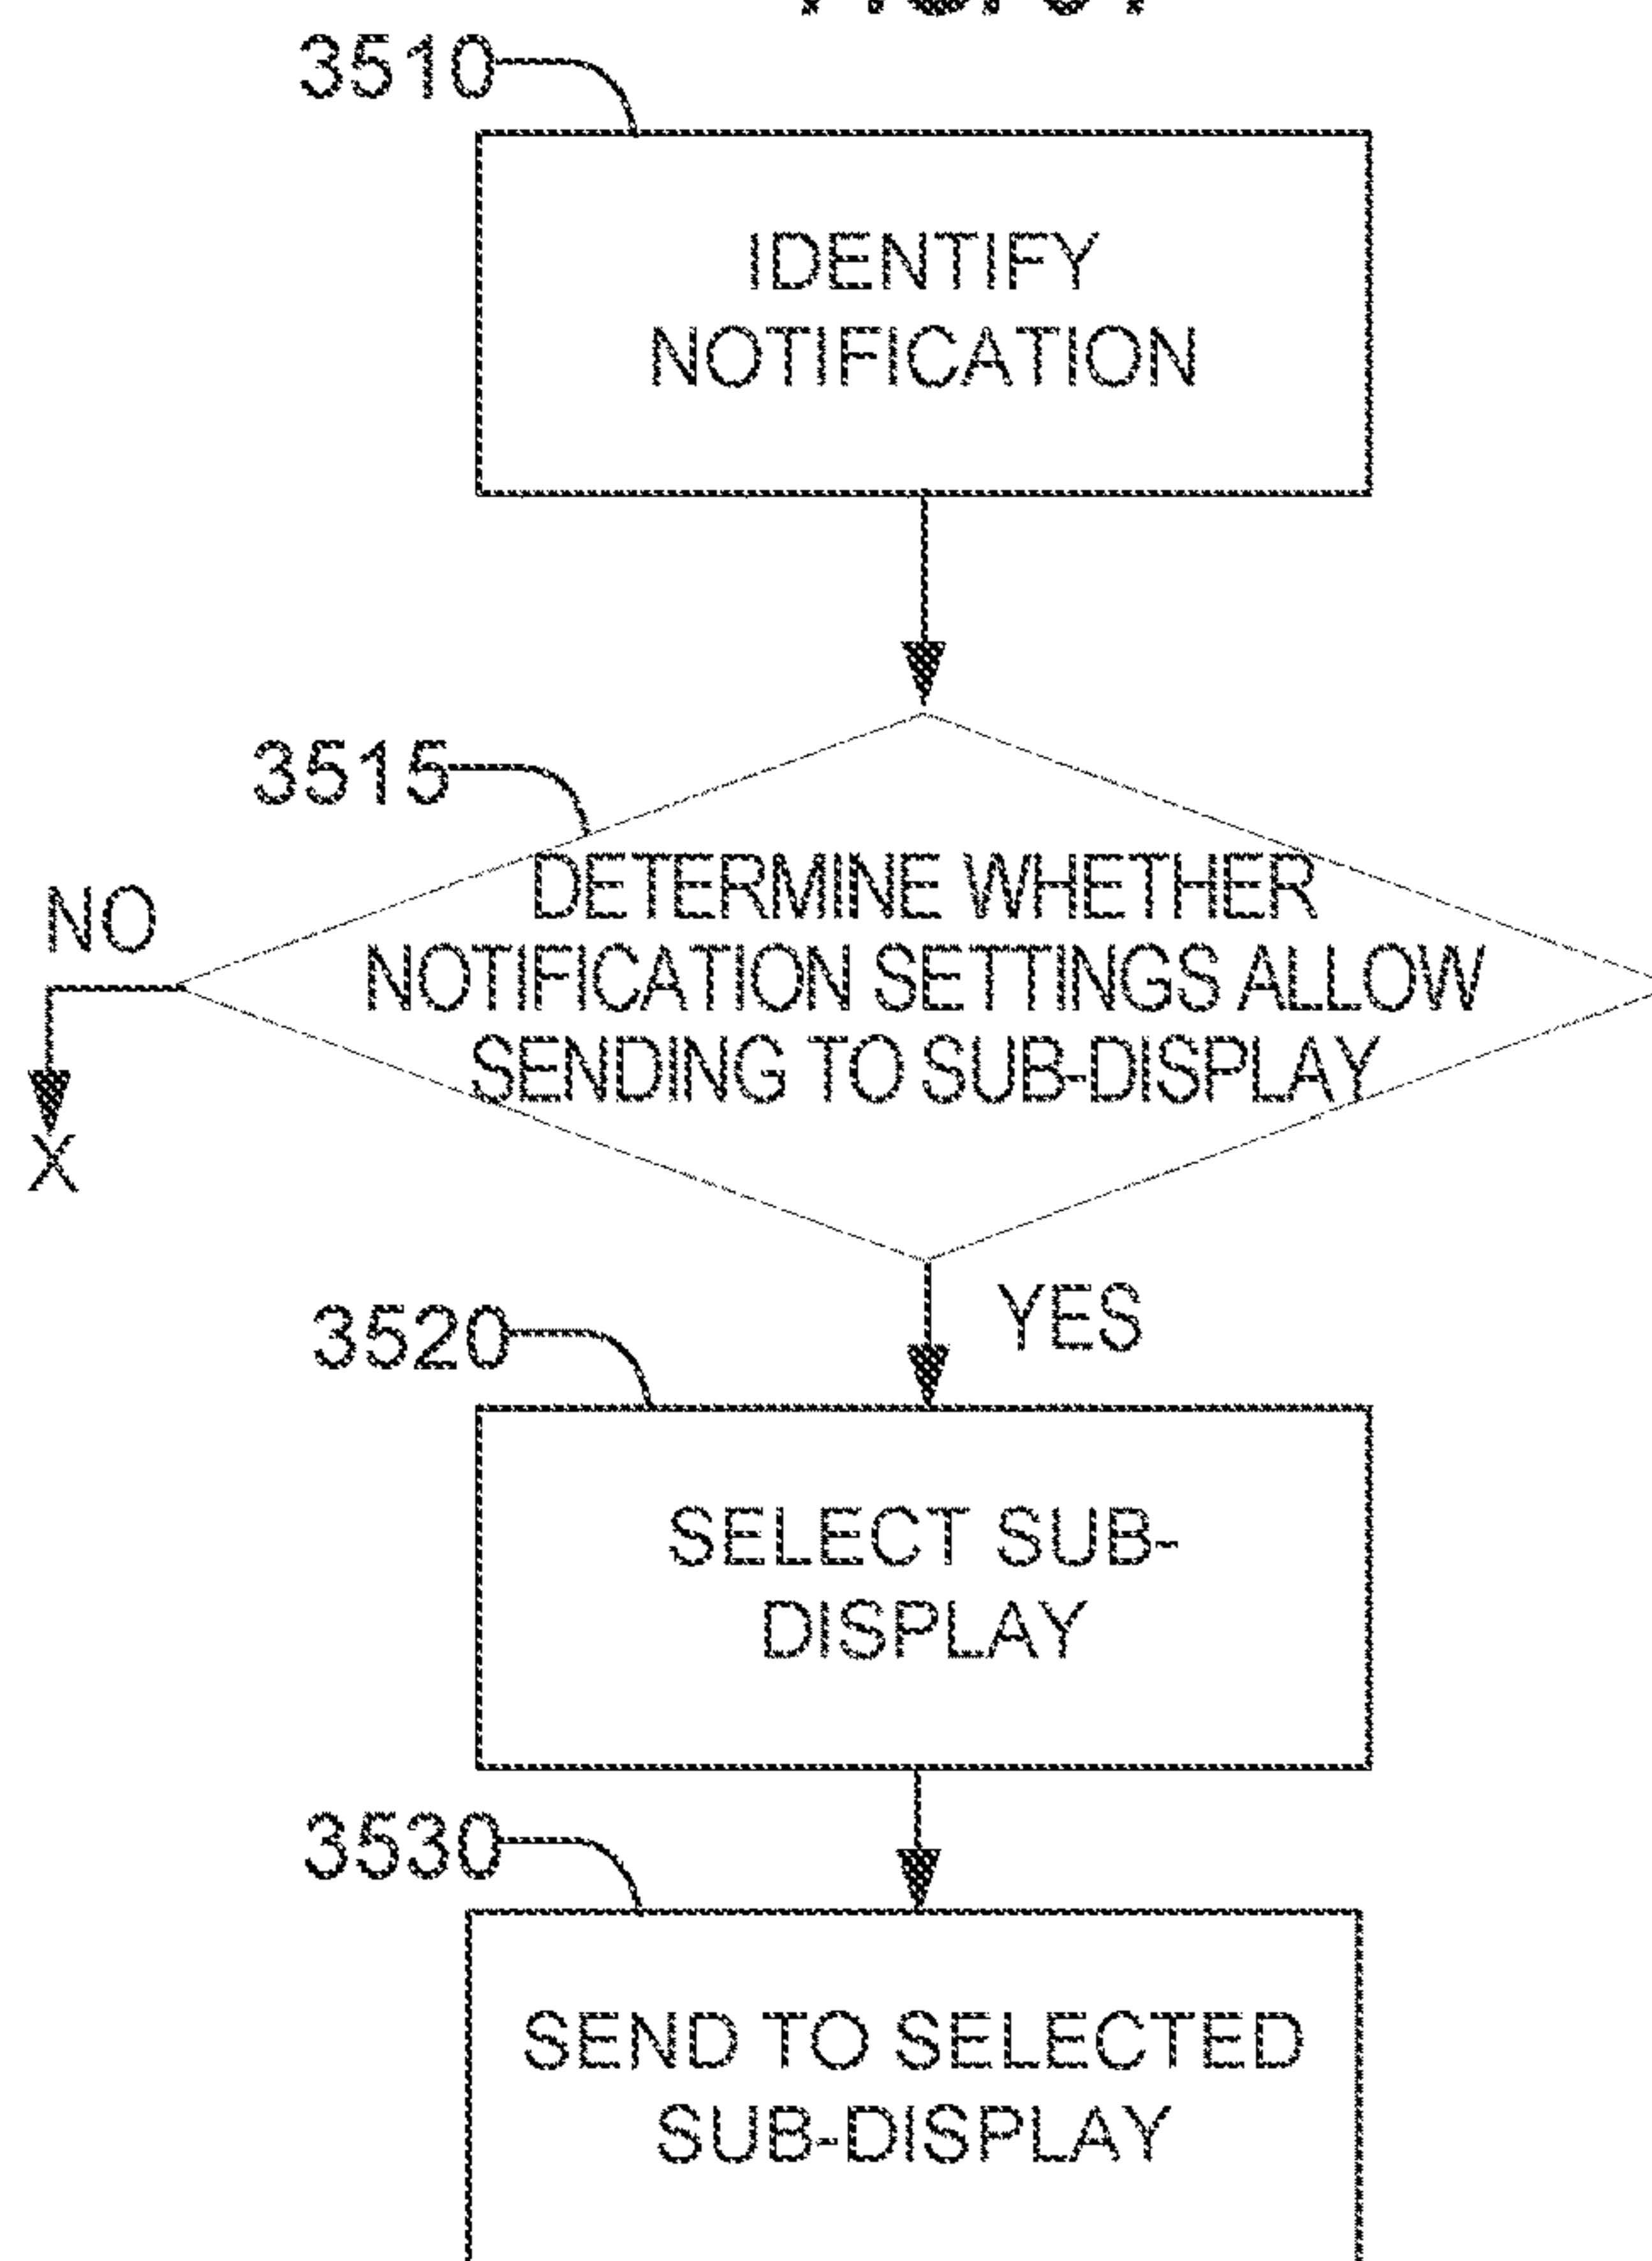 3510
IDENTIFY
NOTIFICATION
3515
DETERMINE WHETHER
NO
NOTIFICATION SETTINGS ALLOW
SENDING TO SUB-DISPLAY
X
YES
3520
SELECT SUB-
DISPLAY
3530
SEND TO SELECTED
SUB-DISPLAY